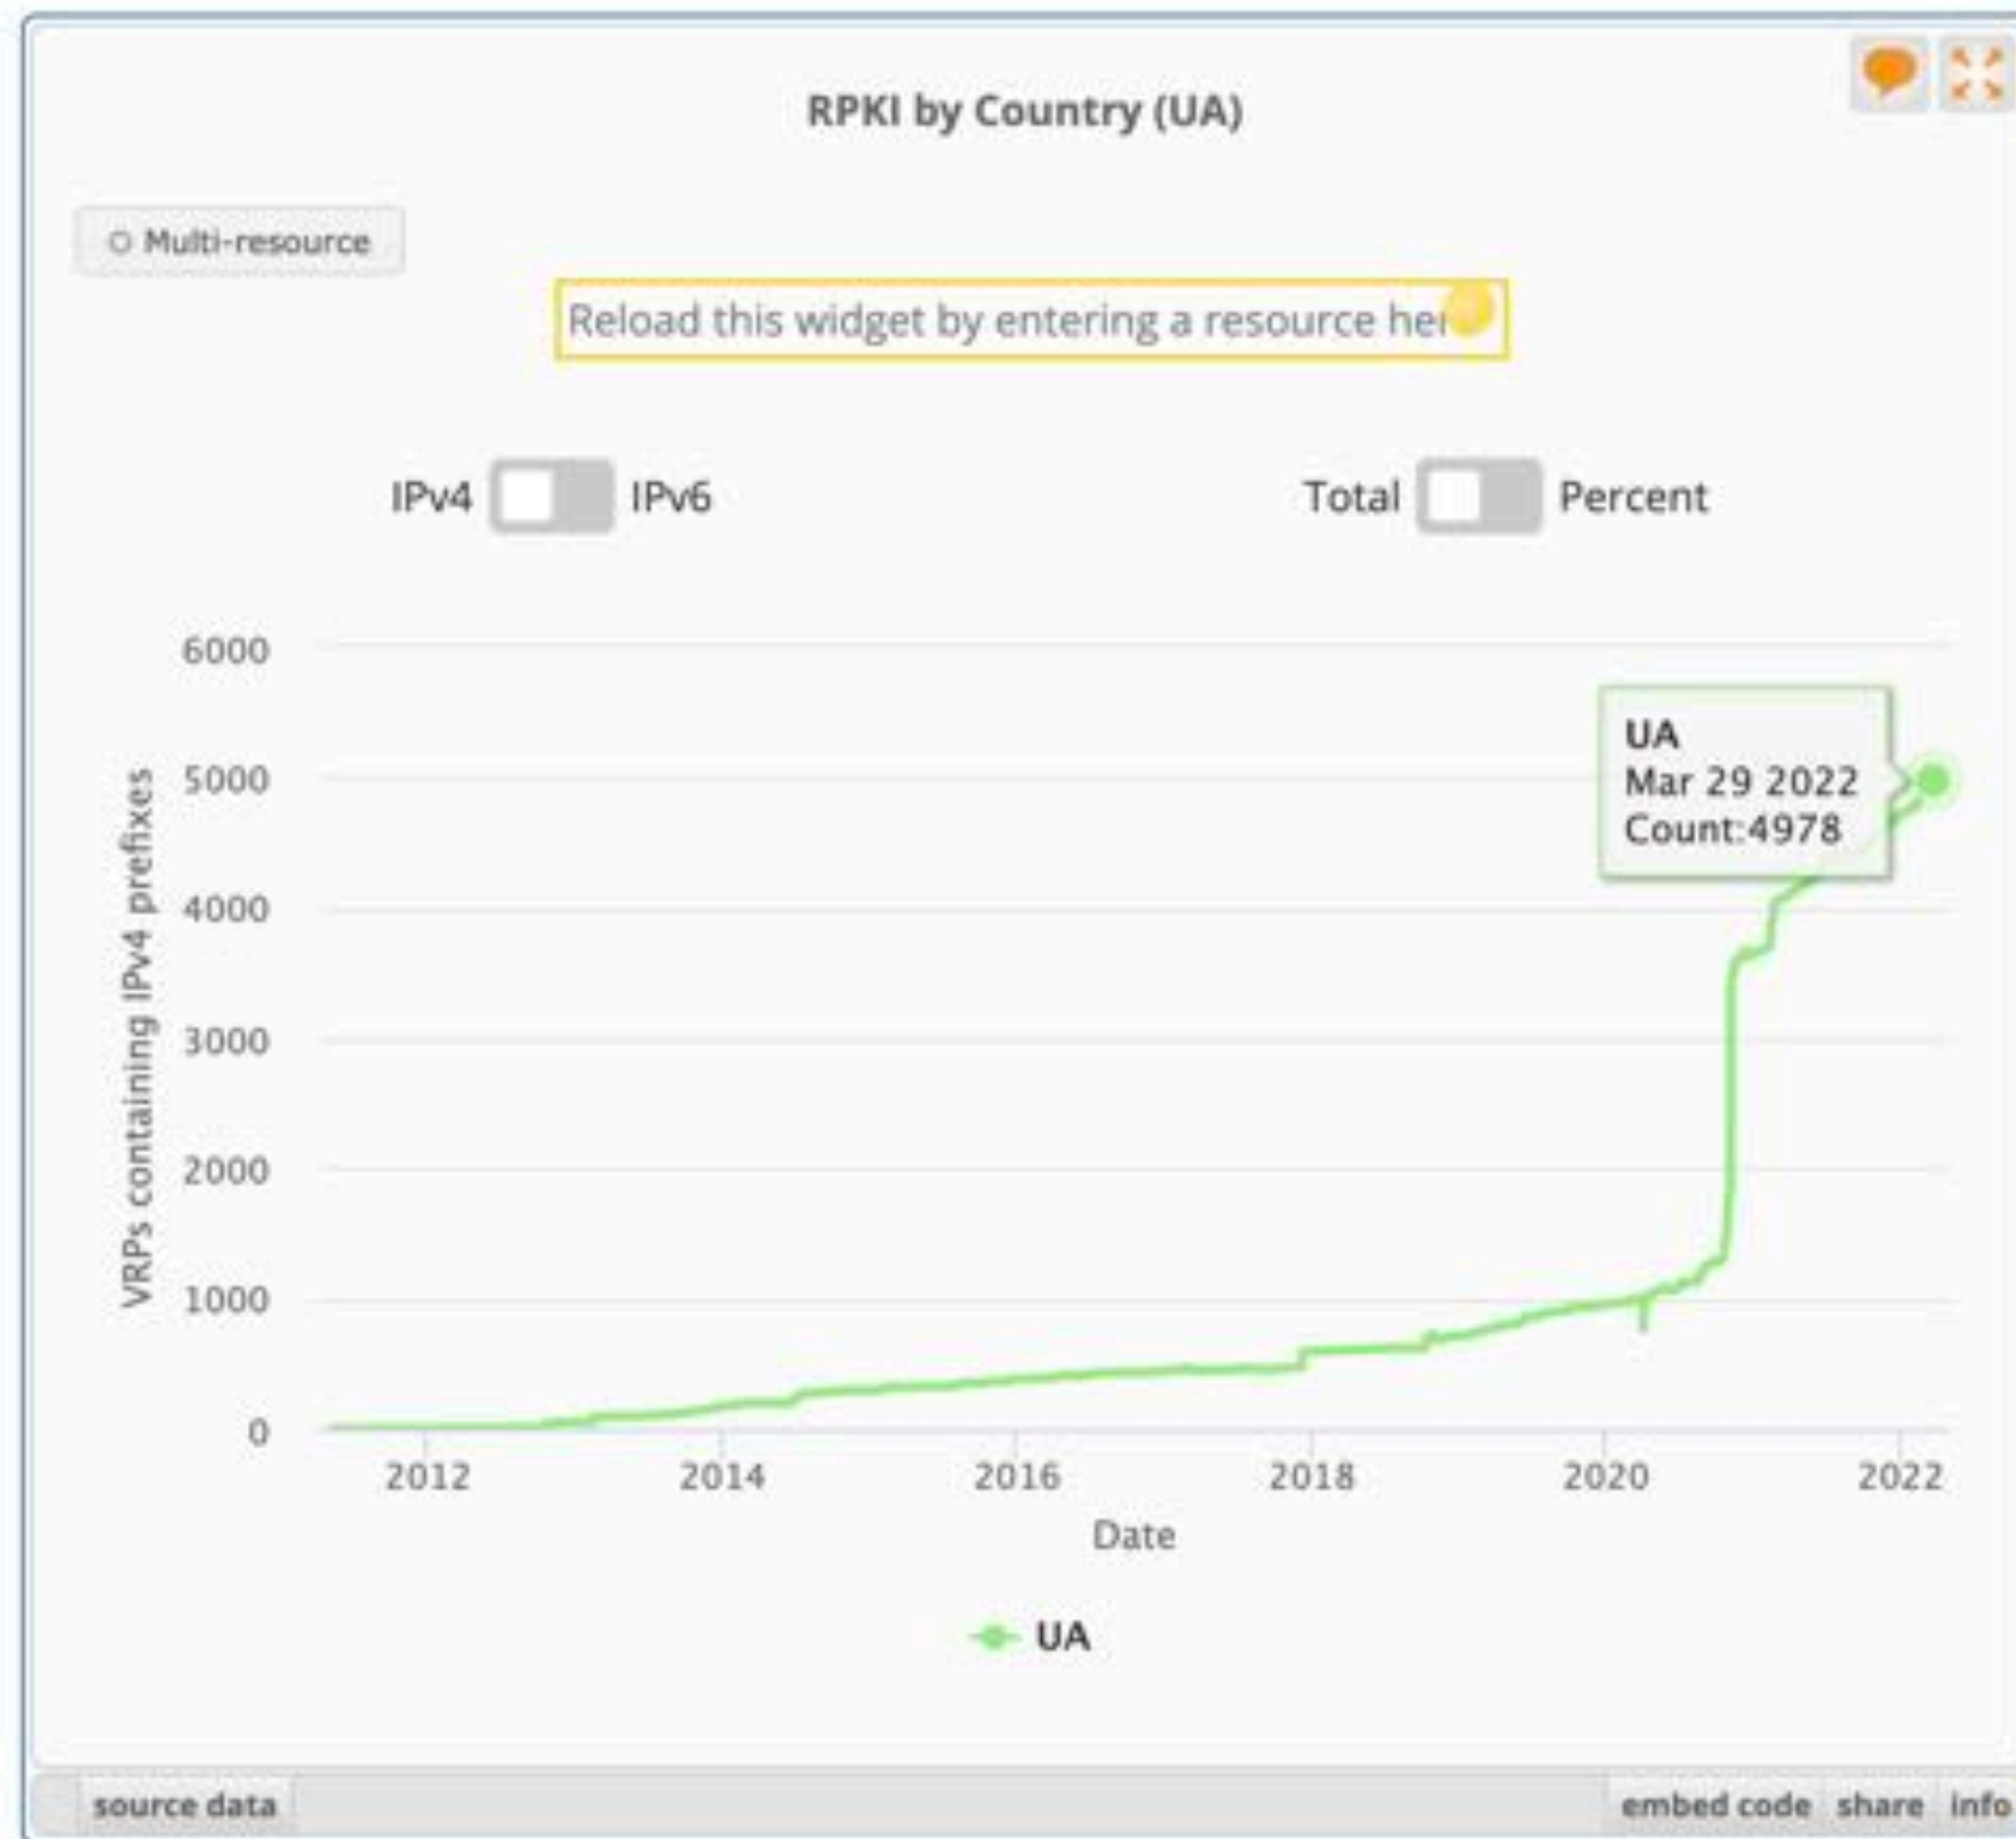 RPKI by Country (UA)
Multi-resource
Reload this widget by entering a resource her
IPv4 IPv6
Total Percent
VRPs containing IPv4 prefixes
6000
5000
4000
3000
2000
1000
0
UA
Mar 29 2022
Count:4978
2012 2014 2016 2018 2020 2022
Date
UA
source data embed code share info